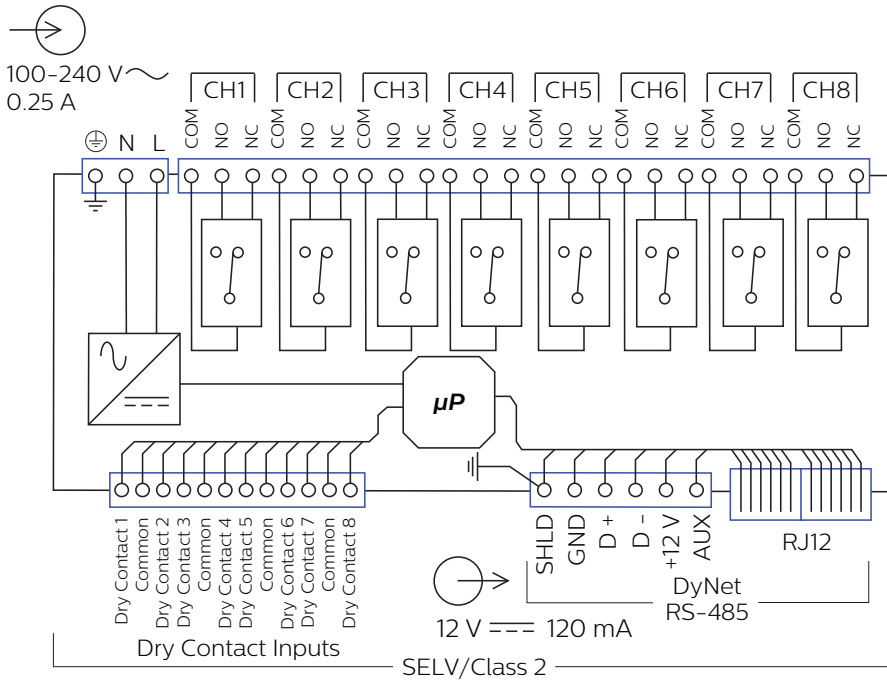 100-240 V
0.25 A
CH1 CH2 CH3 CH4 CH5 CH6 CH7 CH8
COM NO NC COM NO NC COM NO NC COM NO NC COM NO NC COM NO NC COM NO NC COM NO NC
N L
µP
Dry Contact 1
Common
Dry Contact 2
Dry Contact 3
Common
Dry Contact 4
Dry Contact 5
Common
Dry Contact 6
Dry Contact 7
Common
Dry Contact 8
Dry Contact Inputs
SHLD
GND
D +
D −
+12 V
AUX
RJ12
DyNet
RS-485
12 V 120 mA
SELV/Class 2